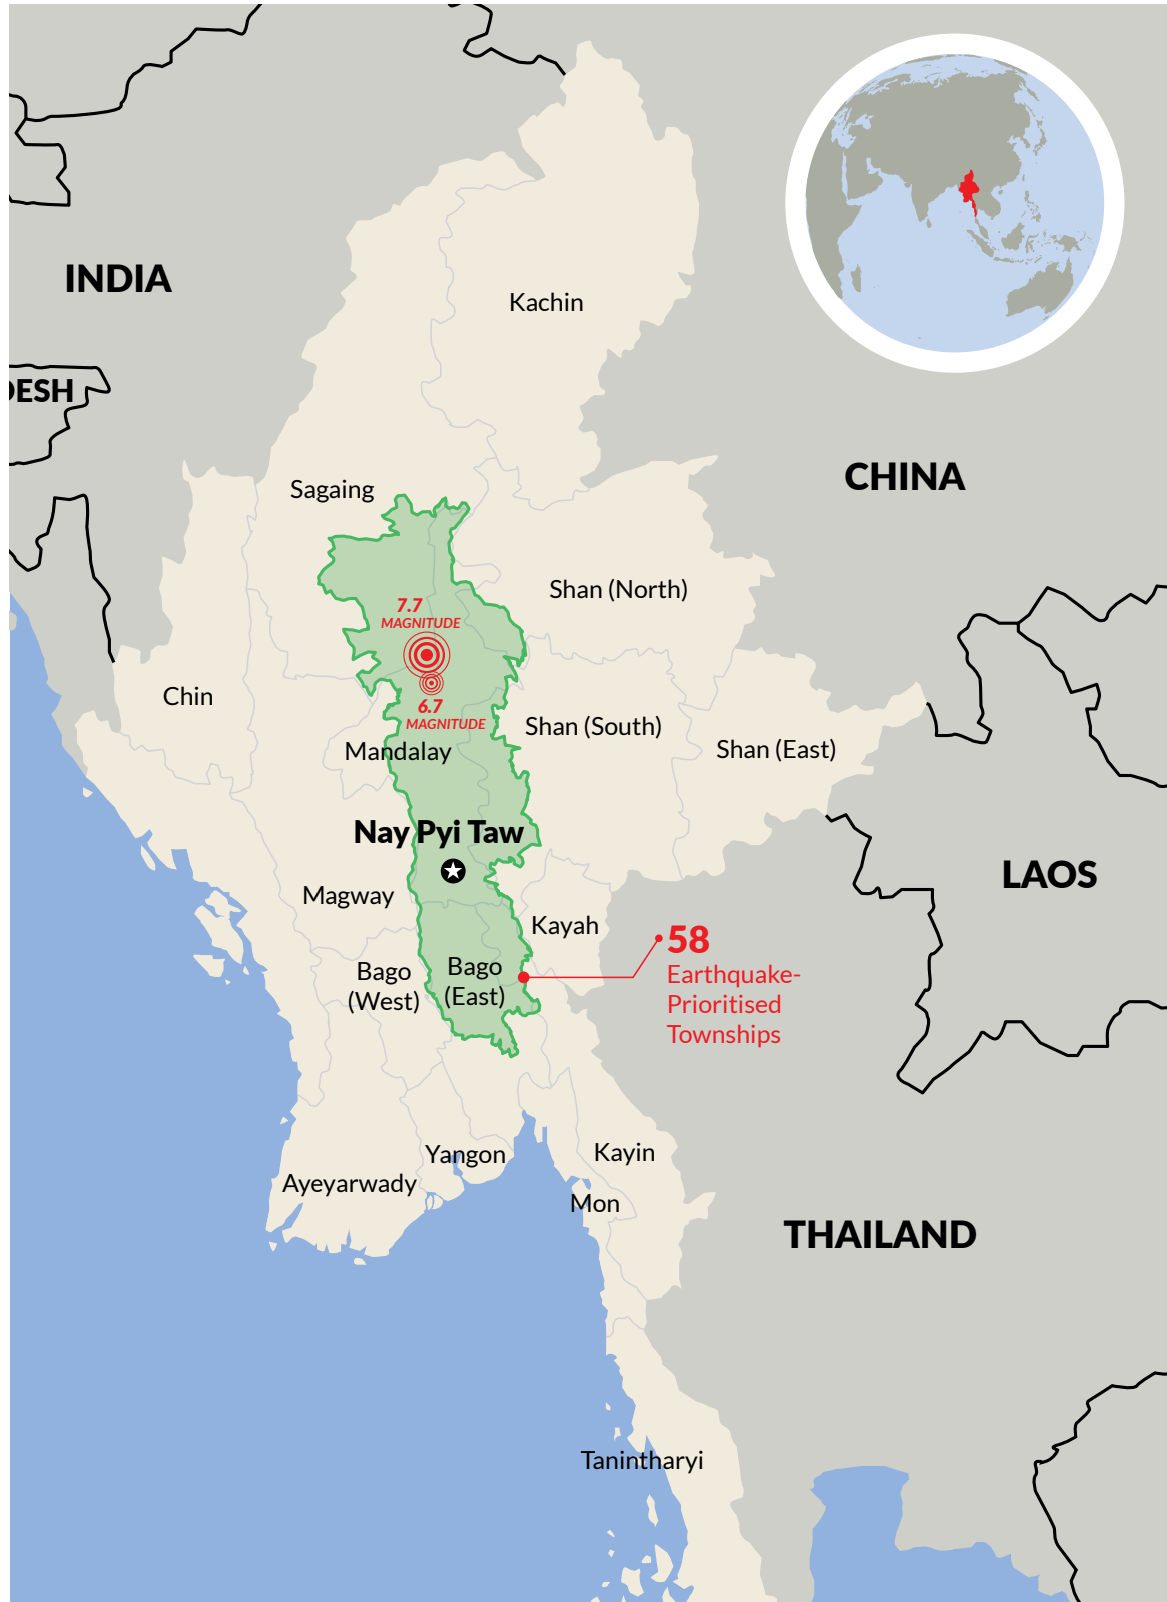 INDIA
Kachin
DESH
CHINA
Sagaing
Shan (North)
7.7
MAGNITUDE
Chin
6.7
MAGNITUDE
Shan (South)
Mandalay
Shan (East)
Nay Pyi Taw
LAOS
Magway
Kayah
58
Earthquake-
Prioritised
Townships
Bago
(West)
Bago
(East)
Yangon
Kayin
Ayeyarwady
Mon
THAILAND
Tanintharyi